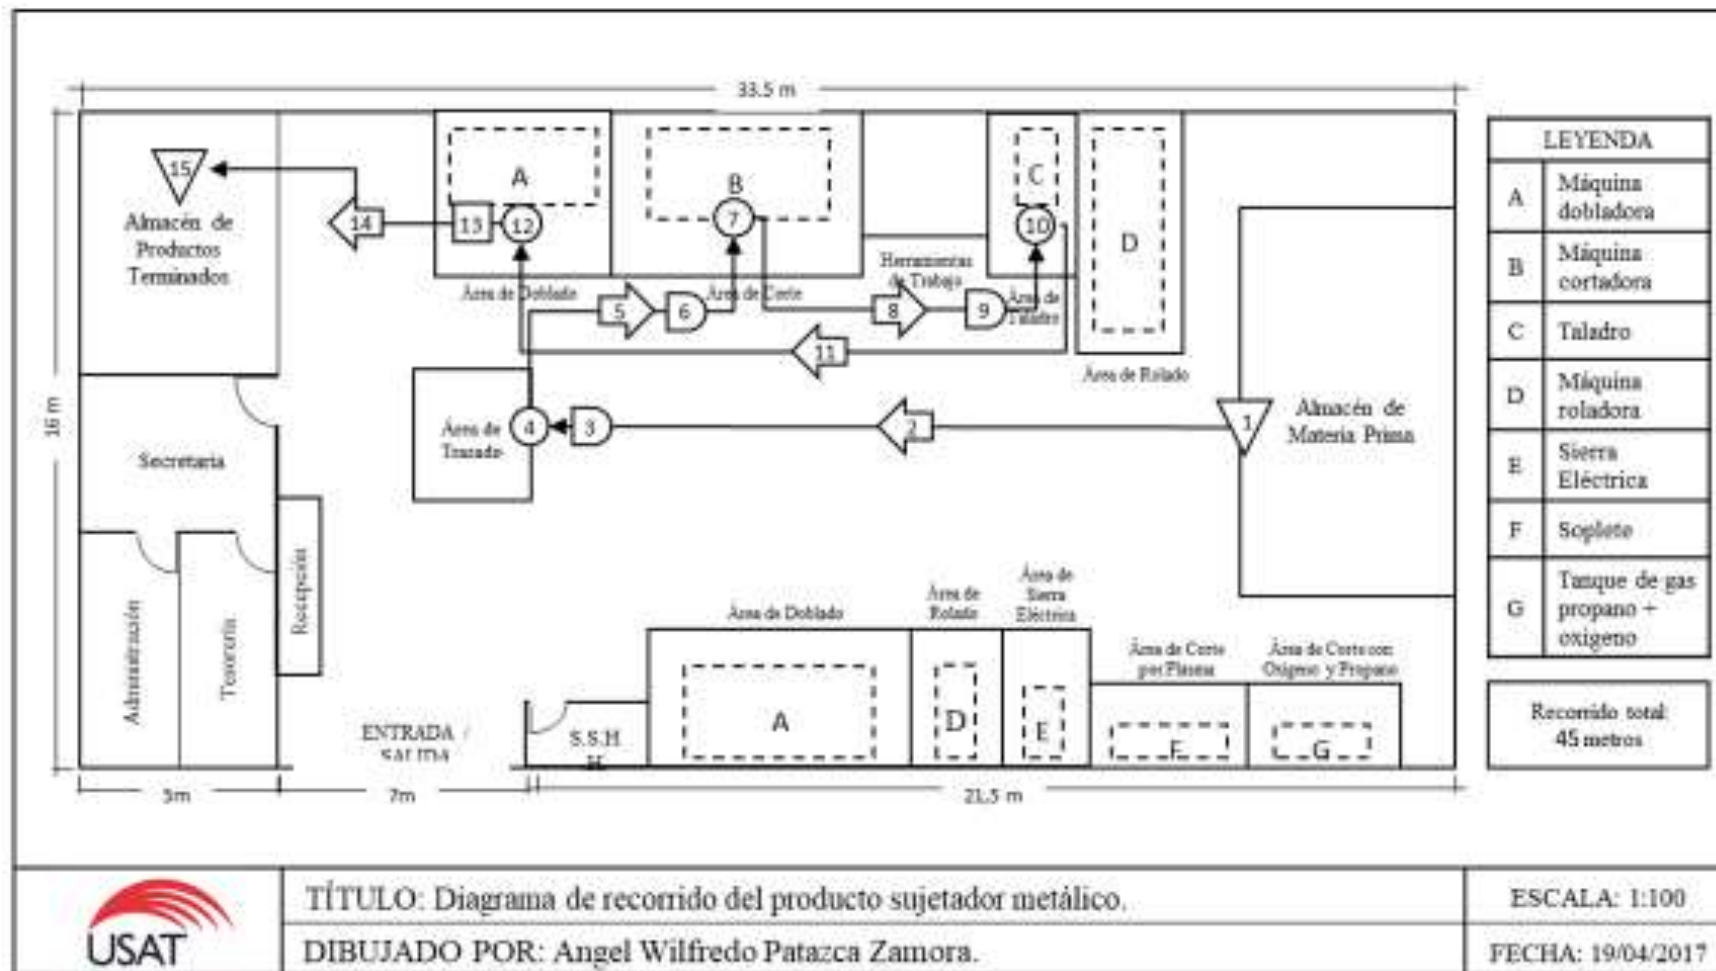 33.5 m
LEYENDA
A
Máquina
dobladora
B
Máquina
cortadora
C
Taladro
D
Máquina
roladora
E
Sierra
Eléctrica
F
Soplete
G
Tanque de gas
propano +
oxigeno
Recorrido total:
45 metros
16 m
15
Almacén de
Productos
Terminados
14
13
12
A
Área de Doblado
B
7
Área de Corte
5
6
Herramientas
de Trabajo
8
9
C
10
Área de
Taladro
D
Área de Rolado
11
Área de
Trazado
4
3
2
1
Almacén de
Materia Prima
Secretaria
Administración
Tesorería
Recepción
ENTRADA /
SALIDA
S.S.H
H
Área de Doblado
A
Área de
Rolado
D
Área de
Sierra
Eléctrica
E
Área de Corte
por Plasma
F
Área de Corte con
Oxígeno y Propano
G
7m
21.5 m
USAT
TÍTULO: Diagrama de recorrido del producto sujetador metálico.
ESCALA: 1:100
DIBUJADO POR: Angel Wilfredo Patazca Zamora.
FECHA: 19/04/2017